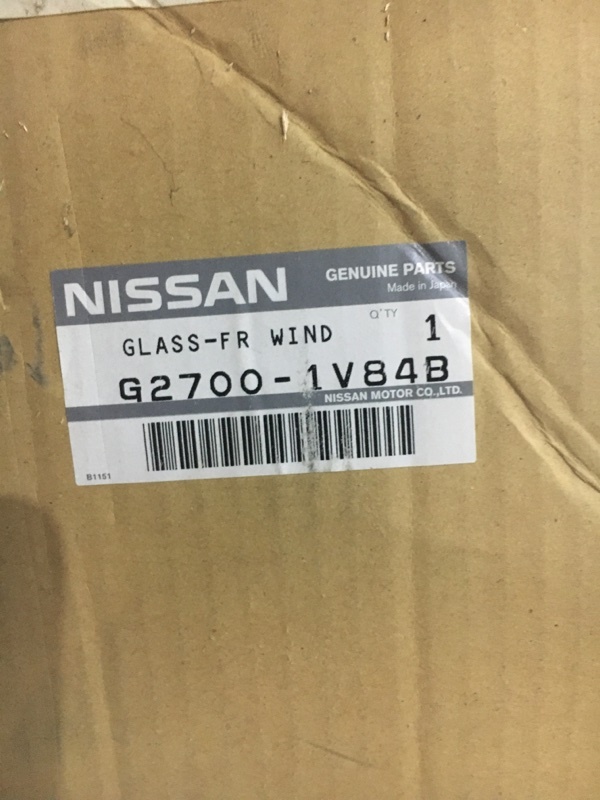 NISSAN
GENUINE PARTS
Made in Japan
Q'TY
GLASS-FR WIND 1
G2700-1V84B
NISSAN MOTOR CO.,LTD.
B1151